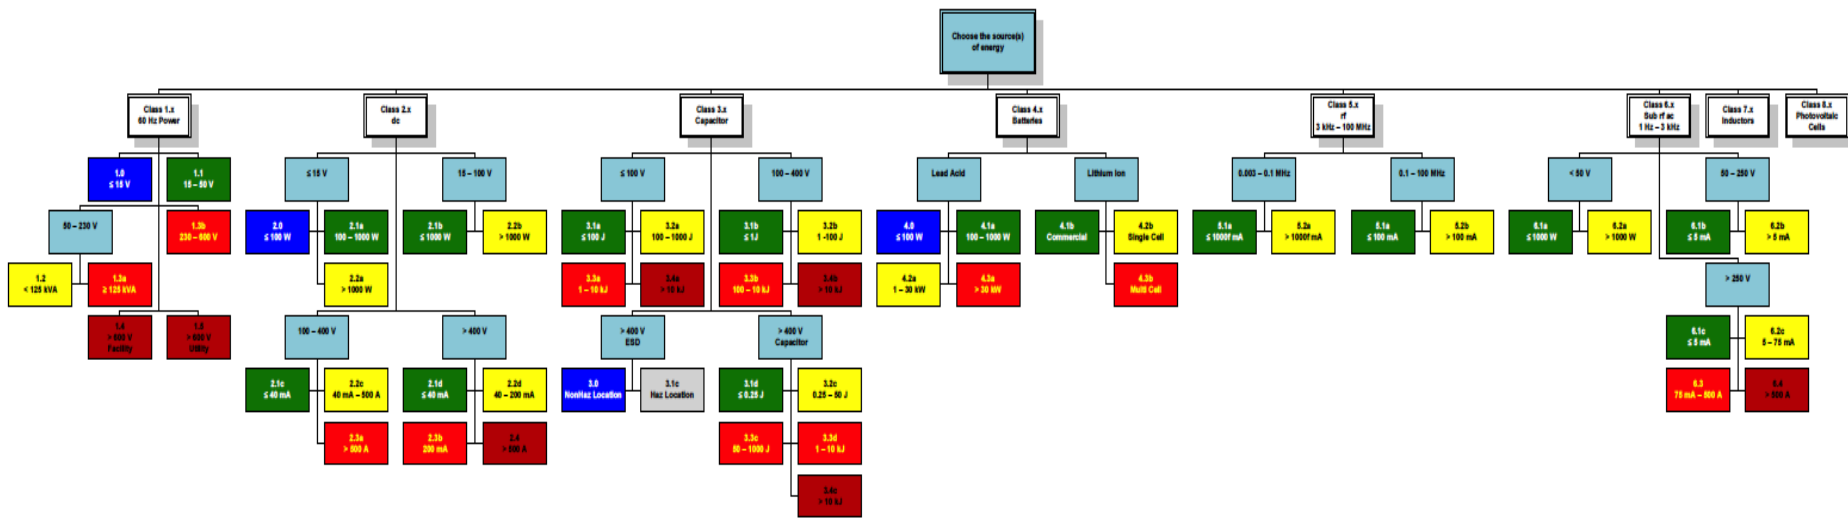 Choose the source(s)
of energy
Class 1.x
60 Hz Power
Class 2.x
dc
Class 3.x
Capacitor
Class 4.x
Batteries
Class 5.x
rf
3 kHz – 100 MHz
Class 6.x
Sub rf ac
1 Hz – 3 kHz
Class 7.x
Inductors
Class 8.x
Photovoltaic
Cells
1.0
≤ 15 V
1.1
15 – 50 V
≤ 15 V
15 – 100 V
≤ 100 V
100 – 400 V
Lead Acid
Lithium Ion
0.003 – 0.1 MHz
0.1 – 100 MHz
< 50 V
50 – 250 V
50 – 230 V
1.3b
230 – 600 V
2.0
≤ 100 W
2.1a
100 – 1000 W
2.1b
≤ 1000 W
2.2b
> 1000 W
3.1a
≤ 100 J
3.2a
100 – 1000 J
3.1b
≤ 1J
3.2b
1 -100 J
4.0
≤ 100 W
4.1a
100 – 1000 W
4.1b
Commercial
4.2b
Single Cell
5.1a
≤ 1000f mA
5.2a
> 1000f mA
5.1a
≤ 100 mA
5.2b
> 100 mA
6.1a
≤ 1000 W
6.2a
> 1000 W
6.1b
≤ 5 mA
6.2b
> 5 mA
1.2
< 125 kVA
1.3a
≥ 125 kVA
2.2a
> 1000 W
3.3a
1 – 10 kJ
3.4a
> 10 kJ
3.3b
100 – 10 kJ
3.4b
> 10 kJ
4.2a
1 – 30 kW
4.3a
> 30 kW
4.3b
Multi Cell
> 250 V
1.4
> 600 V
Facility
1.5
> 600 V
Utility
100 – 400 V
> 400 V
> 400 V
ESD
> 400 V
Capacitor
6.1c
≤ 5 mA
6.2c
5 – 75 mA
2.1c
≤ 40 mA
2.2c
40 mA – 500 A
2.1d
≤ 40 mA
2.2d
40 – 200 mA
3.0
NonHaz Location
3.1c
Haz Location
3.1d
≤ 0.25 J
3.2c
0.25 – 50 J
6.3
75 mA – 500 A
6.4
> 500 A
2.3a
> 500 A
2.3b
200 mA
2.4
> 500 A
3.3c
50 – 1000 J
3.3d
1 – 10 kJ
3.4c
> 10 kJ